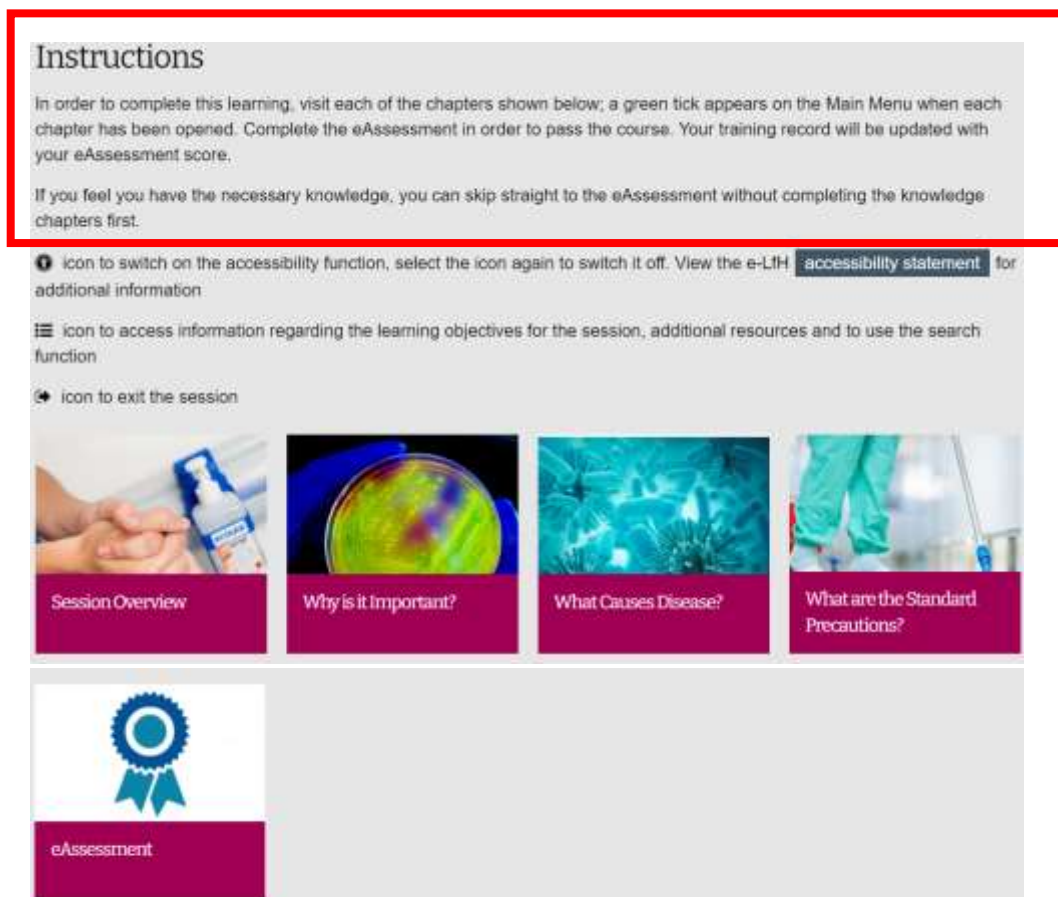 Instructions
In order to complete this learning, visit each of the chapters shown below; a green tick appears on the Main Menu when each
chapter has been opened. Complete the eAssessment in order to pass the course. Your training record will be updated with
your eAssessment score.
If you feel you have the necessary knowledge, you can skip straight to the eAssessment without completing the knowledge
chapters first.
icon to switch on the accessibility function, select the icon again to switch it off. View the e-LfH accessibility statement for
additional information
icon to access information regarding the learning objectives for the session, additional resources and to use the search
function
icon to exit the session
Session Overview
Why is it Important?
What Causes Disease?
What are the Standard
Precautions?
eAssessment